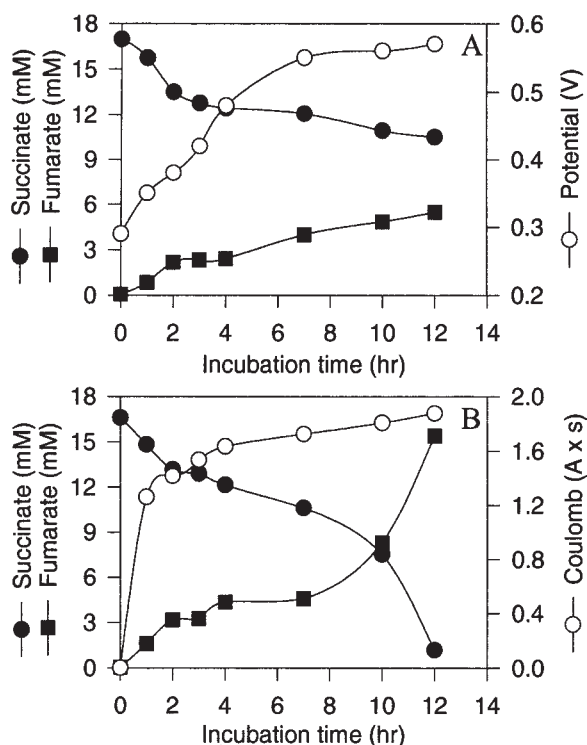 A
18
15
12
9
6
3
0
0.6
0.5
0.4
0.3
0.2
0 2 4 6 8 10 12 14
Incubation time (hr)
Succinate (mM)
Fumarate (mM)
Potential (V)
B
18
15
12
9
6
3
0
2.0
1.6
1.2
0.8
0.4
0.0
0 2 4 6 8 10 12 14
Incubation time (hr)
Succinate (mM)
Fumarate (mM)
Coulomb (A x s)